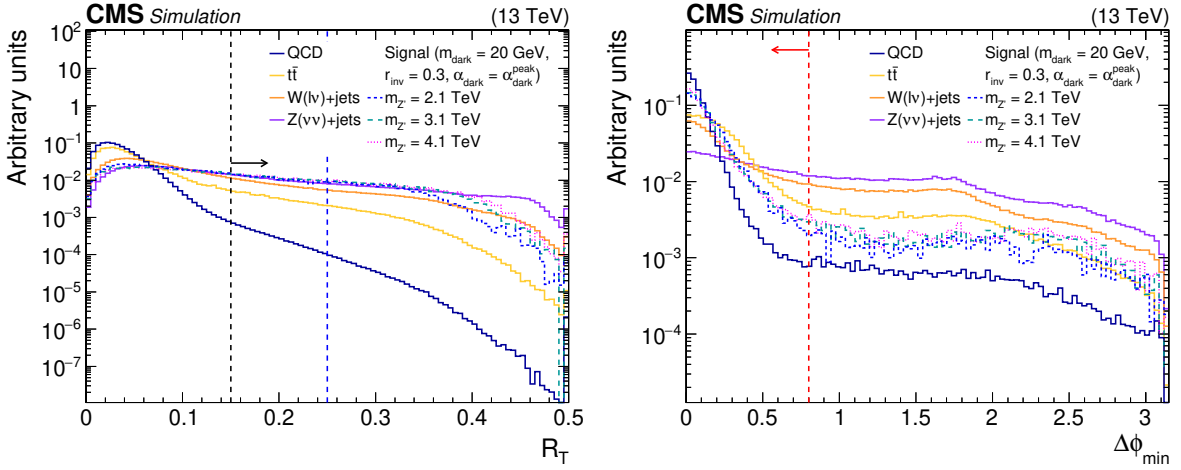 CMS Simulation (13 TeV)
Arbitrary units
10²
10
1
10⁻¹
10⁻²
10⁻³
10⁻⁴
10⁻⁵
10⁻⁶
10⁻⁷
QCD
tt̄
W(lν)+jets
Z(νν)+jets
Signal (m_dark = 20 GeV,
r_inv = 0.3, α_dark = α_dark^peak)
m_Z' = 2.1 TeV
m_Z' = 3.1 TeV
m_Z' = 4.1 TeV
0 0.1 0.2 0.3 0.4 0.5
R_T
CMS Simulation (13 TeV)
Arbitrary units
1
10⁻¹
10⁻²
10⁻³
10⁻⁴
QCD
tt̄
W(lν)+jets
Z(νν)+jets
Signal (m_dark = 20 GeV,
r_inv = 0.3, α_dark = α_dark^peak)
m_Z' = 2.1 TeV
m_Z' = 3.1 TeV
m_Z' = 4.1 TeV
0 0.5 1 1.5 2 2.5 3
Δϕ_min